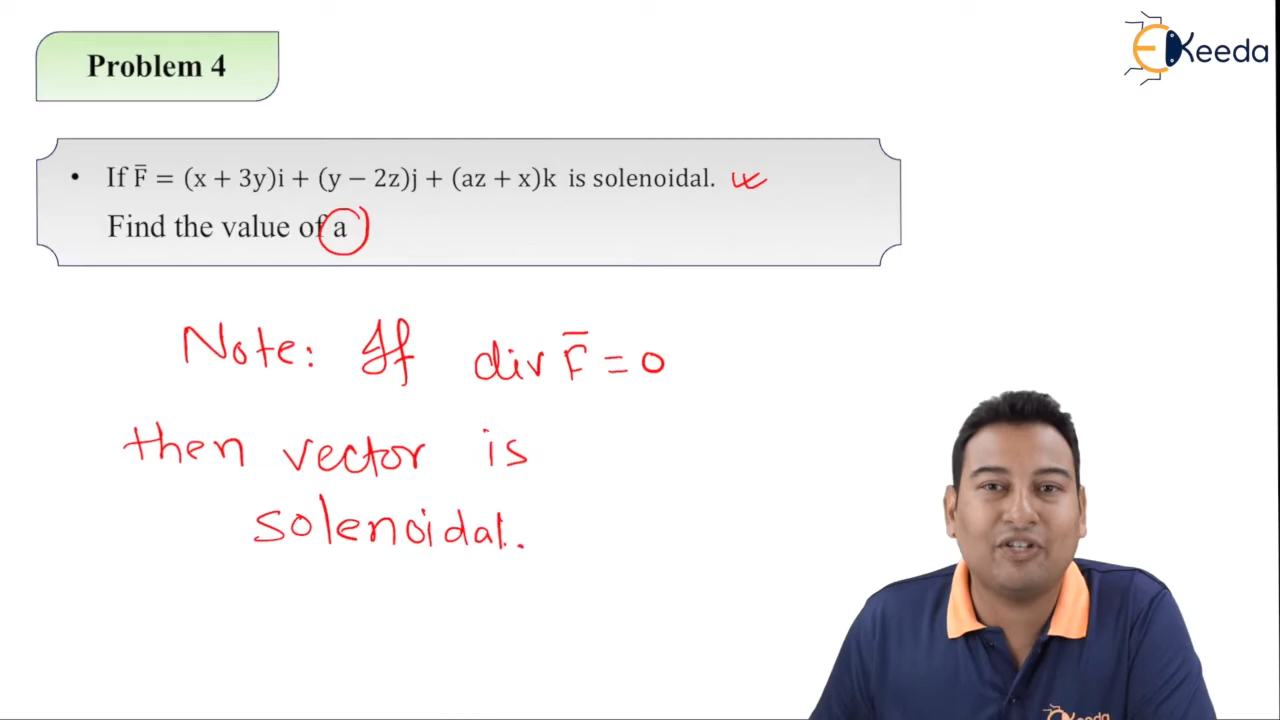 Problem 4
EKeeda
• If F̅ = (x + 3y)i + (y − 2z)j + (az + x)k is solenoidal.
Find the value of a
Note: If div F̅ = 0
then vector is
solenoidal.
Keeda